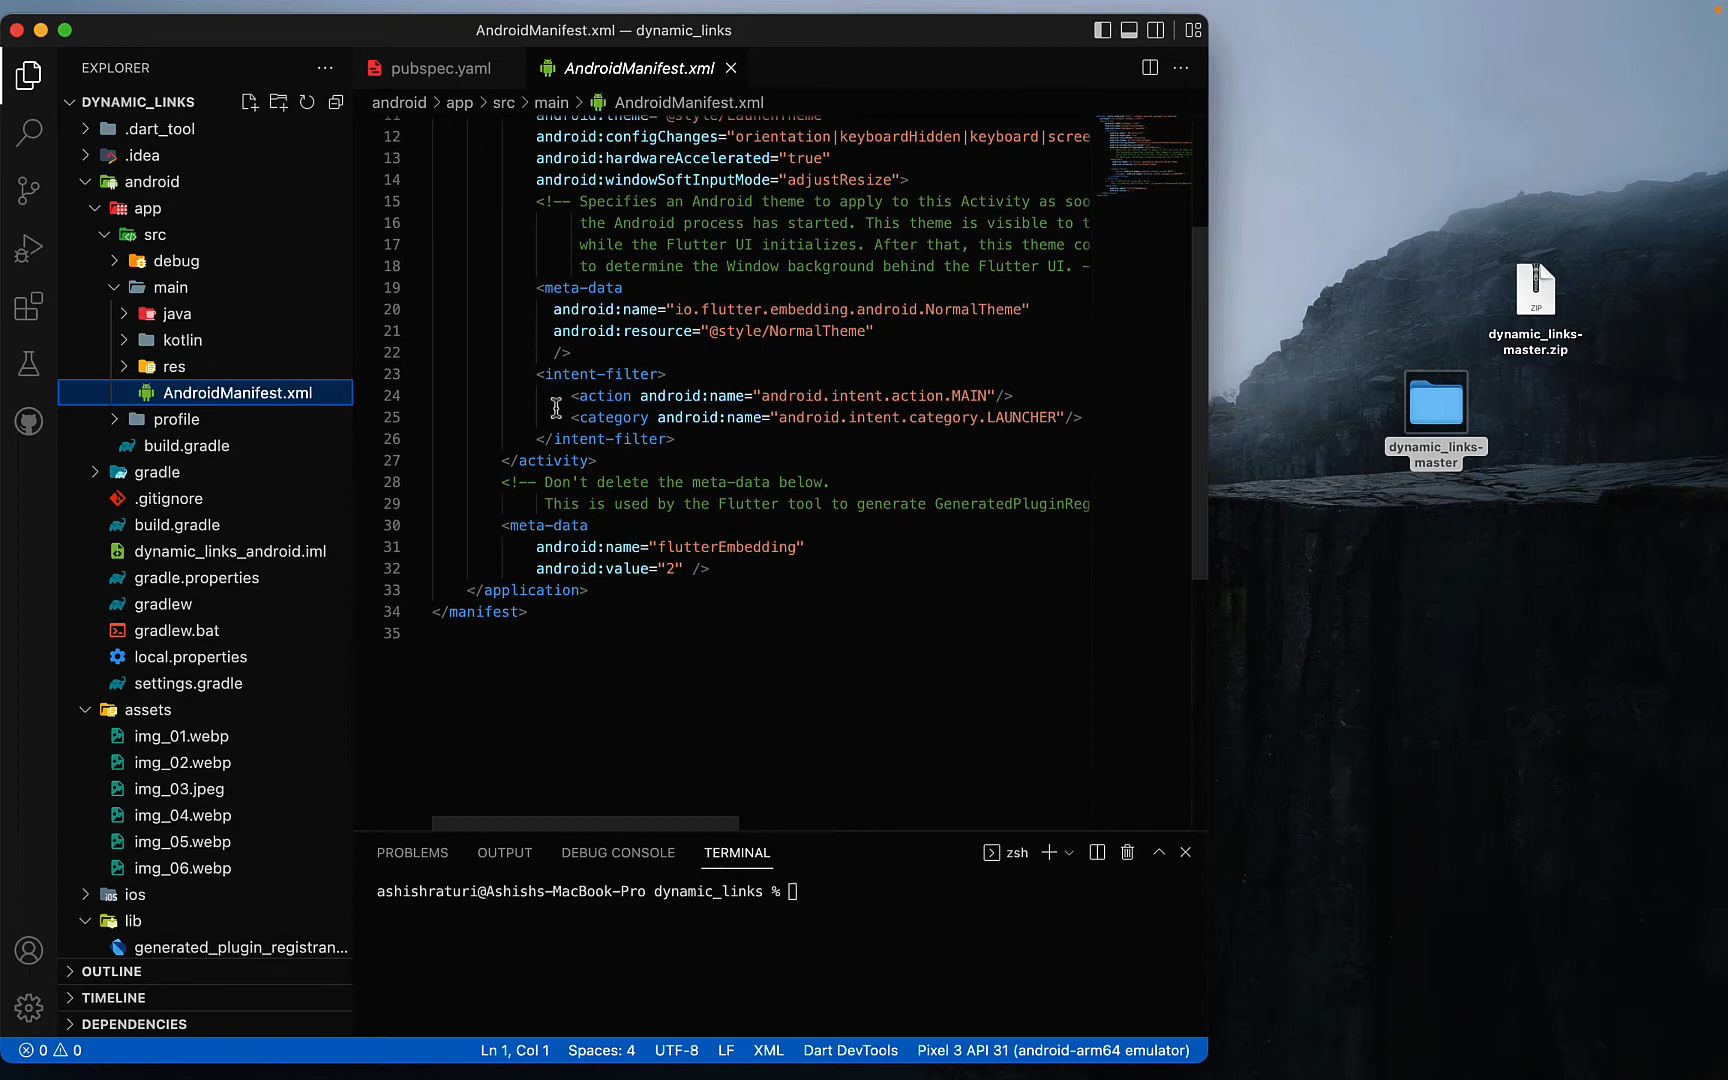 AndroidManifest.xml — dynamic_links
EXPLORER
pubspec.yaml
AndroidManifest.xml
DYNAMIC_LINKS
android > app > src > main > AndroidManifest.xml
.dart_tool
.idea
android
app
src
debug
main
java
kotlin
res
AndroidManifest.xml
profile
build.gradle
gradle
.gitignore
build.gradle
dynamic_links_android.iml
gradle.properties
gradlew
gradlew.bat
local.properties
settings.gradle
assets
img_01.webp
img_02.webp
img_03.jpeg
img_04.webp
img_05.webp
img_06.webp
ios
lib
generated_plugin_registran...
OUTLINE
TIMELINE
DEPENDENCIES
11 android:theme="@style/LaunchTheme"
12 android:configChanges="orientation|keyboardHidden|keyboard|scree
13 android:hardwareAccelerated="true"
14 android:windowSoftInputMode="adjustResize">
15 <!-- Specifies an Android theme to apply to this Activity as soo
16 the Android process has started. This theme is visible to t
17 while the Flutter UI initializes. After that, this theme co
18 to determine the Window background behind the Flutter UI. -
19 <meta-data
20 android:name="io.flutter.embedding.android.NormalTheme"
21 android:resource="@style/NormalTheme"
22 />
23 <intent-filter>
24 <action android:name="android.intent.action.MAIN"/>
25 <category android:name="android.intent.category.LAUNCHER"/>
26 </intent-filter>
27 </activity>
28 <!-- Don't delete the meta-data below.
29 This is used by the Flutter tool to generate GeneratedPluginReg
30 <meta-data
31 android:name="flutterEmbedding"
32 android:value="2" />
33 </application>
34 </manifest>
35
PROBLEMS OUTPUT DEBUG CONSOLE TERMINAL
zsh
ashishraturi@Ashishs-MacBook-Pro dynamic_links %
0 0
Ln 1, Col 1 Spaces: 4 UTF-8 LF XML Dart DevTools Pixel 3 API 31 (android-arm64 emulator)
ZIP
dynamic_links-
master.zip
dynamic_links-
master